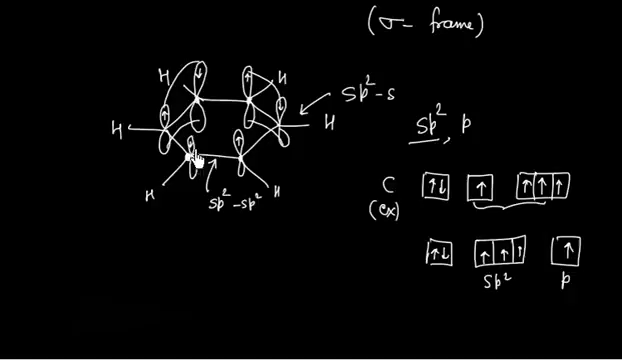 (σ- frame)
H
H
sp²-s
H
H
sp², p
C
(ex)
↑↓ ↑ ↑ ↑ ↑
H
sp²-sp²
H
↑↓ ↑ ↑ ↑ ↑
sp²
p